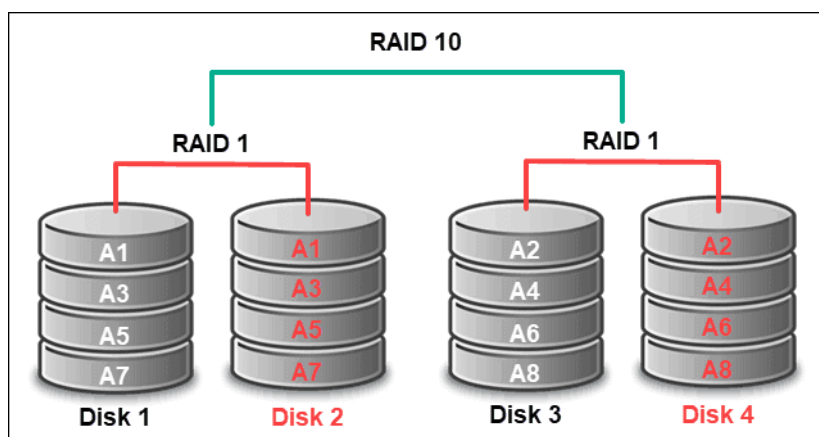 RAID 10
RAID 1
RAID 1
A1
A1
A2
A2
A3
A3
A4
A4
A5
A5
A6
A6
A7
A7
A8
A8
Disk 1
Disk 2
Disk 3
Disk 4